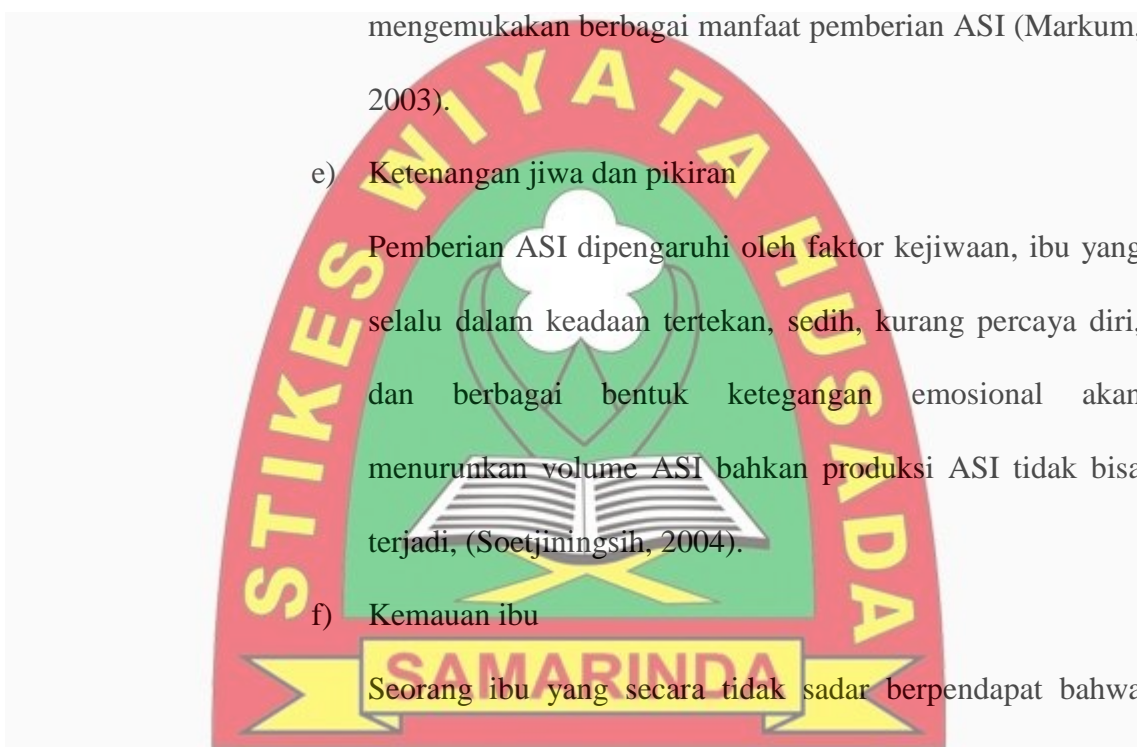 mengemukakan berbagai manfaat pemberian ASI (Markum,
2003).
e) Ketenangan jiwa dan pikiran
Pemberian ASI dipengaruhi oleh faktor kejiwaan, ibu yang
selalu dalam keadaan tertekan, sedih, kurang percaya diri,
dan berbagai bentuk ketegangan emosional akan
menurunkan volume ASI bahkan produksi ASI tidak bisa
terjadi, (Soetjiningsih, 2004).
f) Kemauan ibu
Seorang ibu yang secara tidak sadar berpendapat bahwa
STIKES WIYATA HUSADA
SAMARINDA